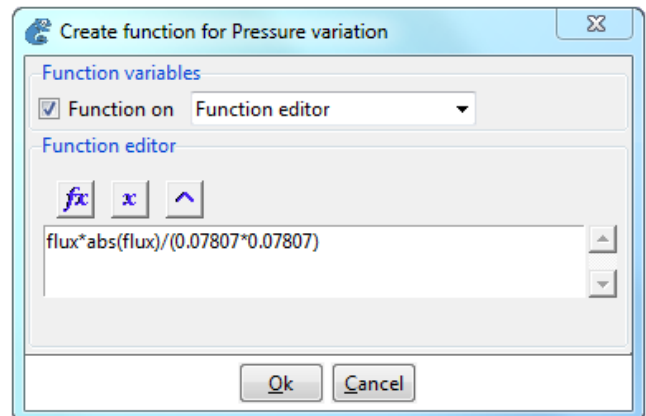 Create function for Pressure variation
Function variables
Function on Function editor
Function editor
fx x ^
flux*abs(flux)/(0.07807*0.07807)
Ok Cancel